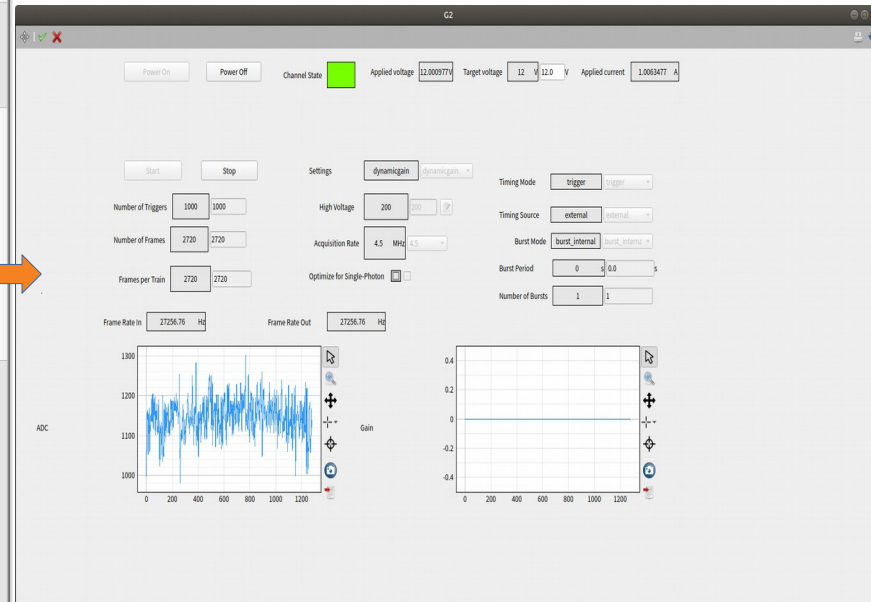 G2
Power On Power Off Channel State Applied voltage 12.000977V Target voltage 12 V 12.0 V Applied current 1.0063477 A
Start Stop Settings dynamicgain dynamicgain
Timing Mode trigger trigger
Number of Triggers 1000 1000 High Voltage 200 200
Timing Source external external
Number of Frames 2720 2720 Acquisition Rate 4.5 MHz 4.5
Burst Mode burst_internal burst_interna
Frames per Train 2720 2720 Optimize for Single-Photon
Burst Period 0 s 0.0 s
Number of Bursts 1 1
Frame Rate In 27256.76 Hz Frame Rate Out 27256.76 Hz
ADC
1300
1200
1100
1000
0 200 400 600 800 1000 1200
Gain
0.4
0.2
0
-0.2
-0.4
0 200 400 600 800 1000 1200